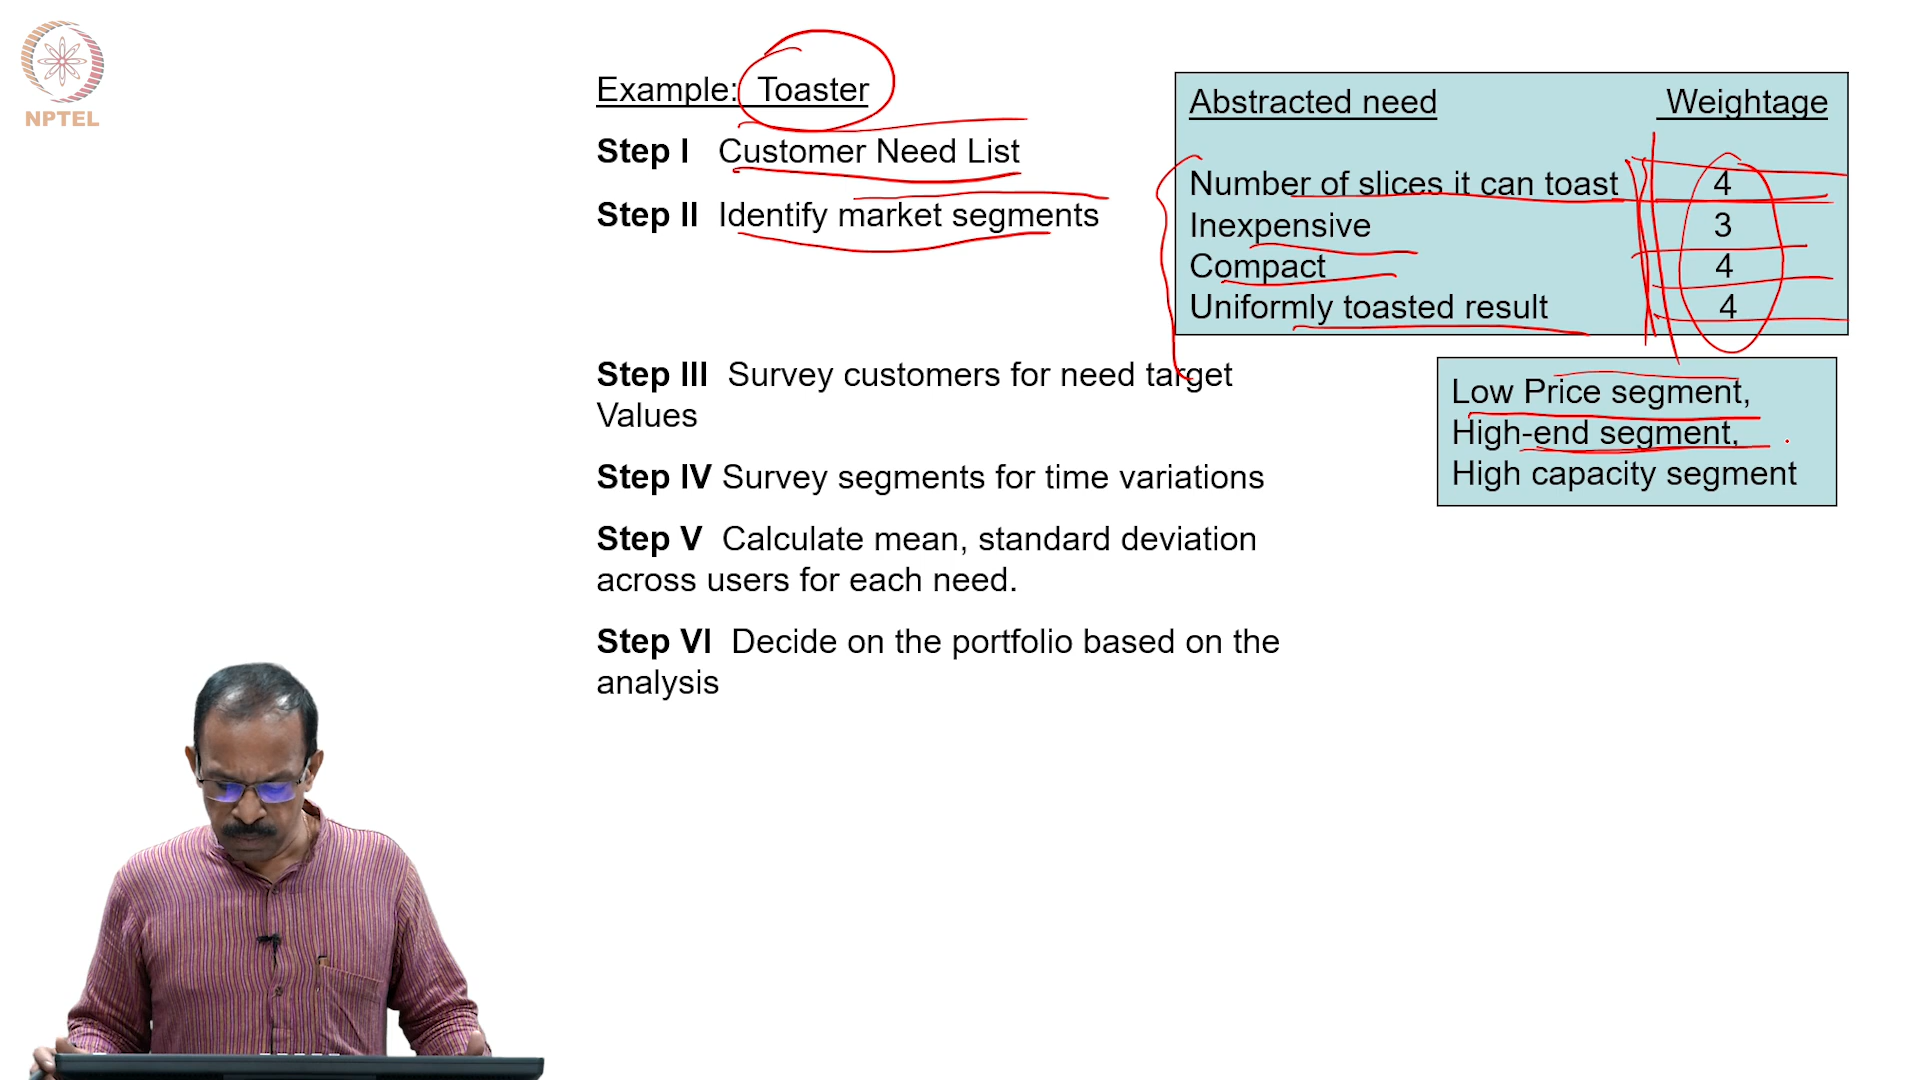 NPTEL
Example: Toaster
Step I Customer Need List
Step II Identify market segments
Step III Survey customers for need target
Values
Step IV Survey segments for time variations
Step V Calculate mean, standard deviation
across users for each need.
Step VI Decide on the portfolio based on the
analysis
Abstracted need Weightage
Number of slices it can toast 4
Inexpensive 3
Compact 4
Uniformly toasted result 4
Low Price segment,
High-end segment,
High capacity segment